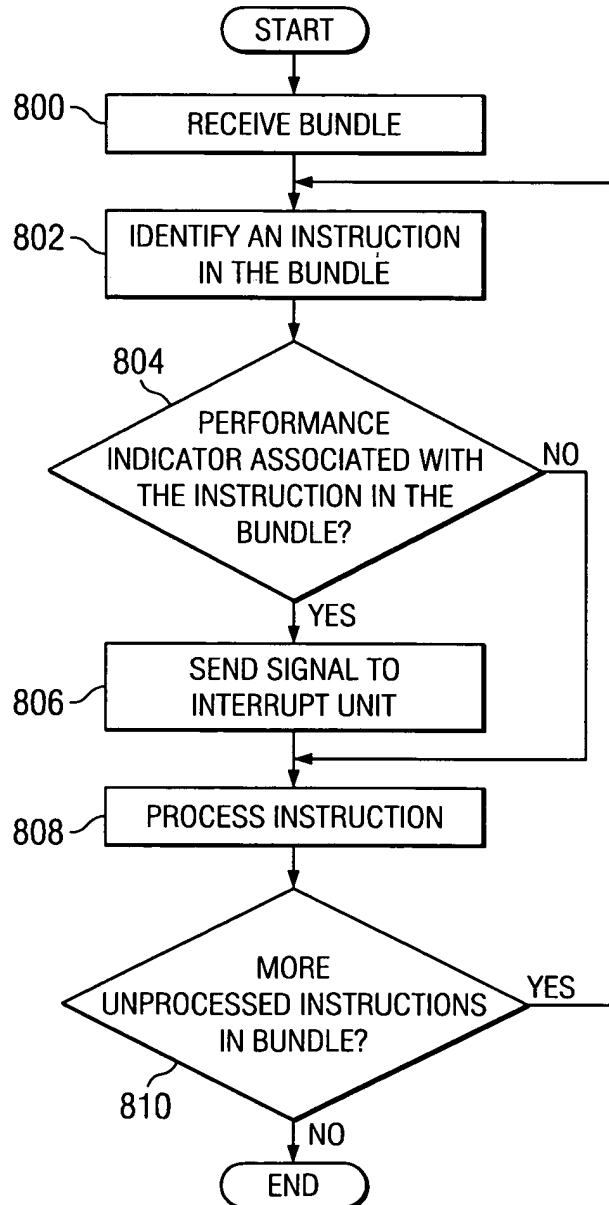 START
800
RECEIVE BUNDLE
802
IDENTIFY AN INSTRUCTION
IN THE BUNDLE
804
PERFORMANCE
INDICATOR ASSOCIATED WITH
THE INSTRUCTION IN THE
BUNDLE?
NO
YES
806
SEND SIGNAL TO
INTERRUPT UNIT
808
PROCESS INSTRUCTION
MORE
UNPROCESSED INSTRUCTIONS
IN BUNDLE?
YES
810
NO
END